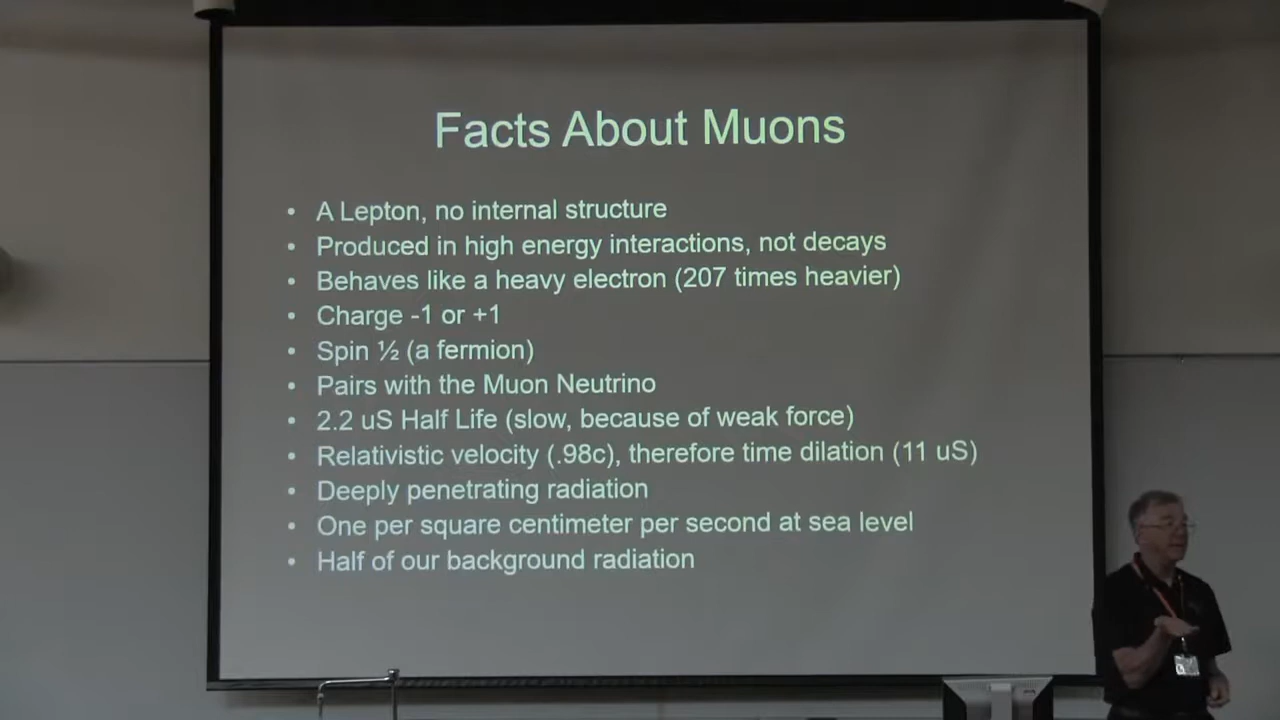 Facts About Muons
• A Lepton, no internal structure
• Produced in high energy interactions, not decays
• Behaves like a heavy electron (207 times heavier)
• Charge -1 or +1
• Spin ½ (a fermion)
• Pairs with the Muon Neutrino
• 2.2 uS Half Life (slow, because of weak force)
• Relativistic velocity (.98c), therefore time dilation (11 uS)
• Deeply penetrating radiation
• One per square centimeter per second at sea level
• Half of our background radiation